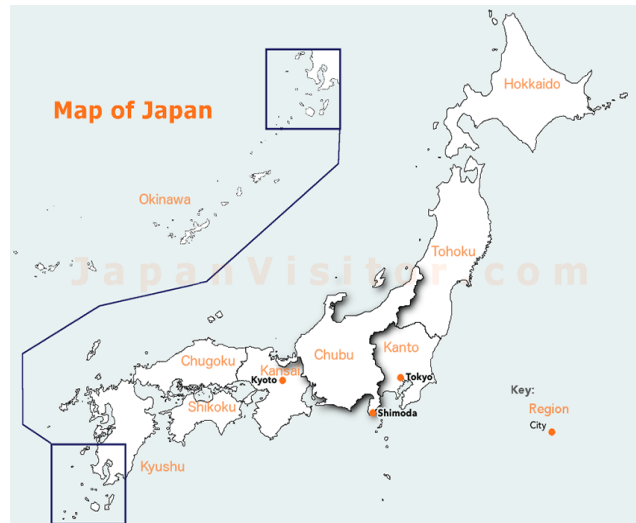 Hokkaido
Map of Japan
Okinawa
Tohoku
JapanVisitor.com
Chubu
Kanto
Chugoku
Kansai
Kyoto
Tokyo
Key:
Shikoku
Shimoda
Region
City
Kyushu